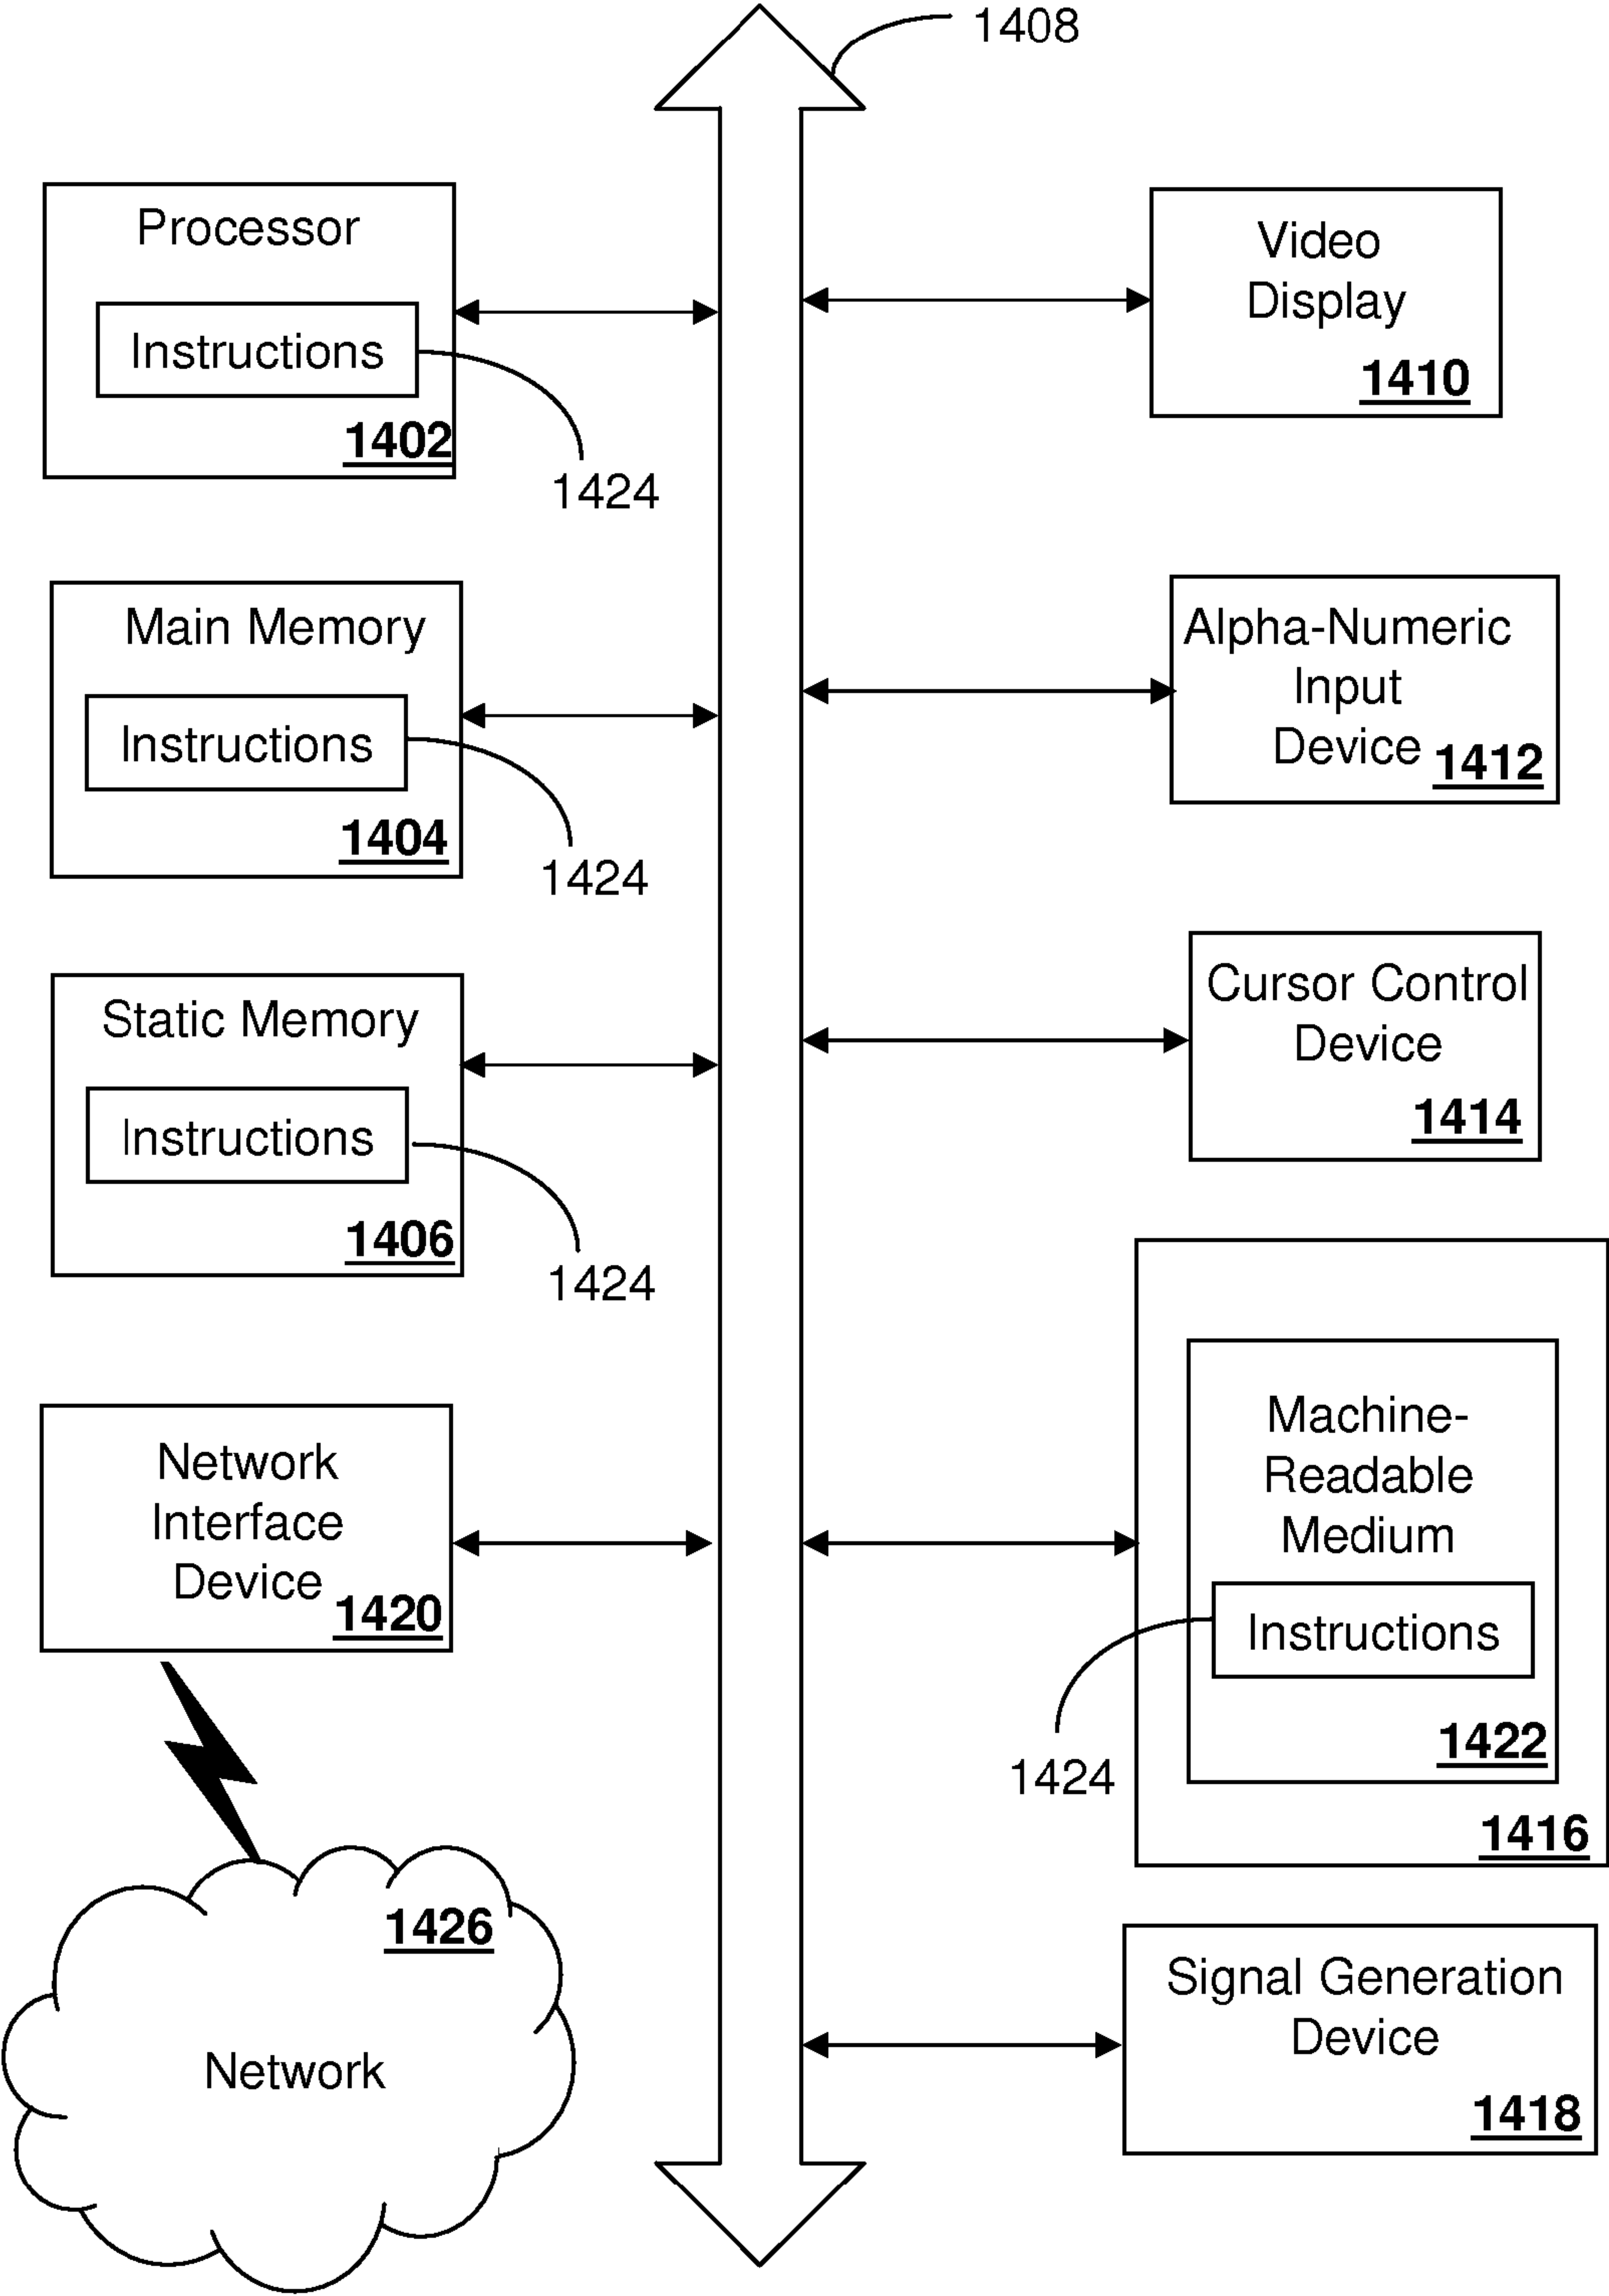 1408
Processor
Instructions
1402
1424
Main Memory
Instructions
1404
1424
Static Memory
Instructions
1406
1424
Network
Interface
Device
1420
1426
Network
Video
Display
1410
Alpha-Numeric
Input
Device 1412
Cursor Control
Device
1414
Machine-
Readable
Medium
Instructions
1422
1424
1416
Signal Generation
Device
1418